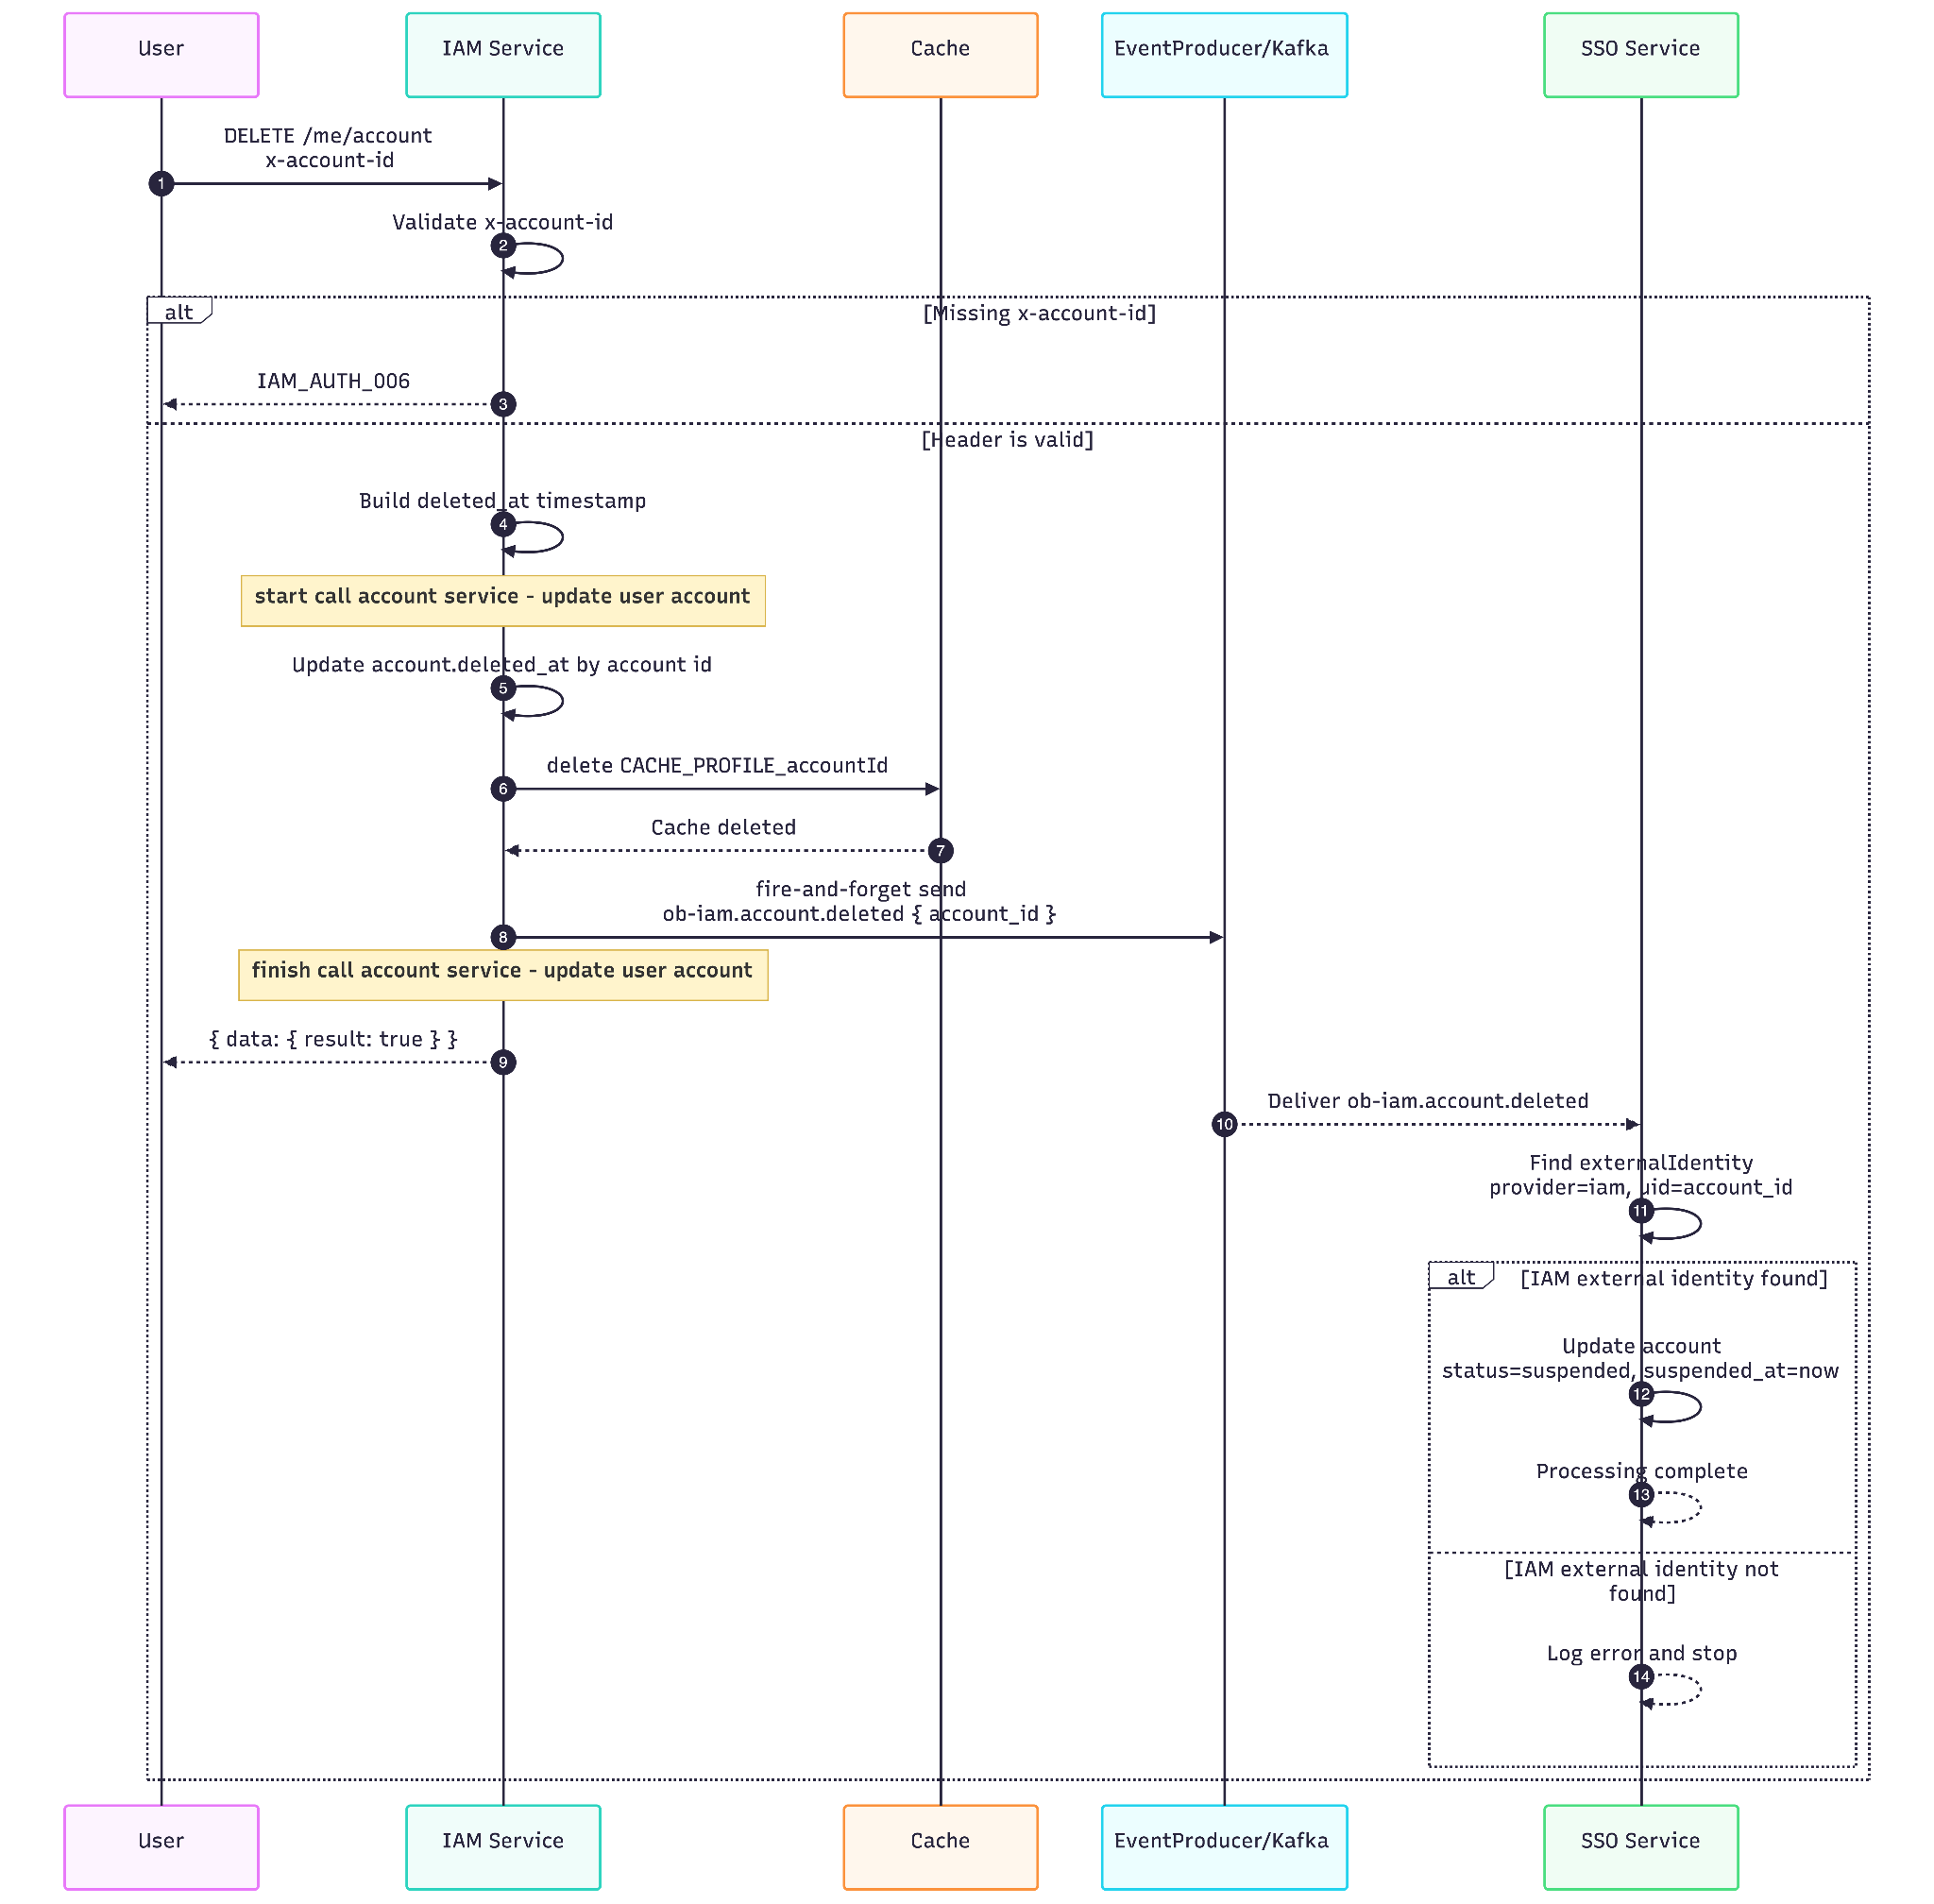 User
IAM Service
Cache
EventProducer/Kafka
SSO Service
DELETE /me/account
x-account-id
1
Validate x-account-id
2
alt
[Missing x-account-id]
IAM_AUTH_006
3
[Header is valid]
Build deleted_at timestamp
4
start call account service - update user account
Update account.deleted_at by account id
5
delete CACHE_PROFILE_accountId
6
Cache deleted
7
fire-and-forget send
ob-iam.account.deleted { account_id }
8
finish call account service - update user account
{ data: { result: true } }
9
Deliver ob-iam.account.deleted
10
Find externalIdentity
provider=iam, uid=account_id
11
alt
[IAM external identity found]
Update account
status=suspended, suspended_at=now
12
Processing complete
13
[IAM external identity not
found]
Log error and stop
14
User
IAM Service
Cache
EventProducer/Kafka
SSO Service